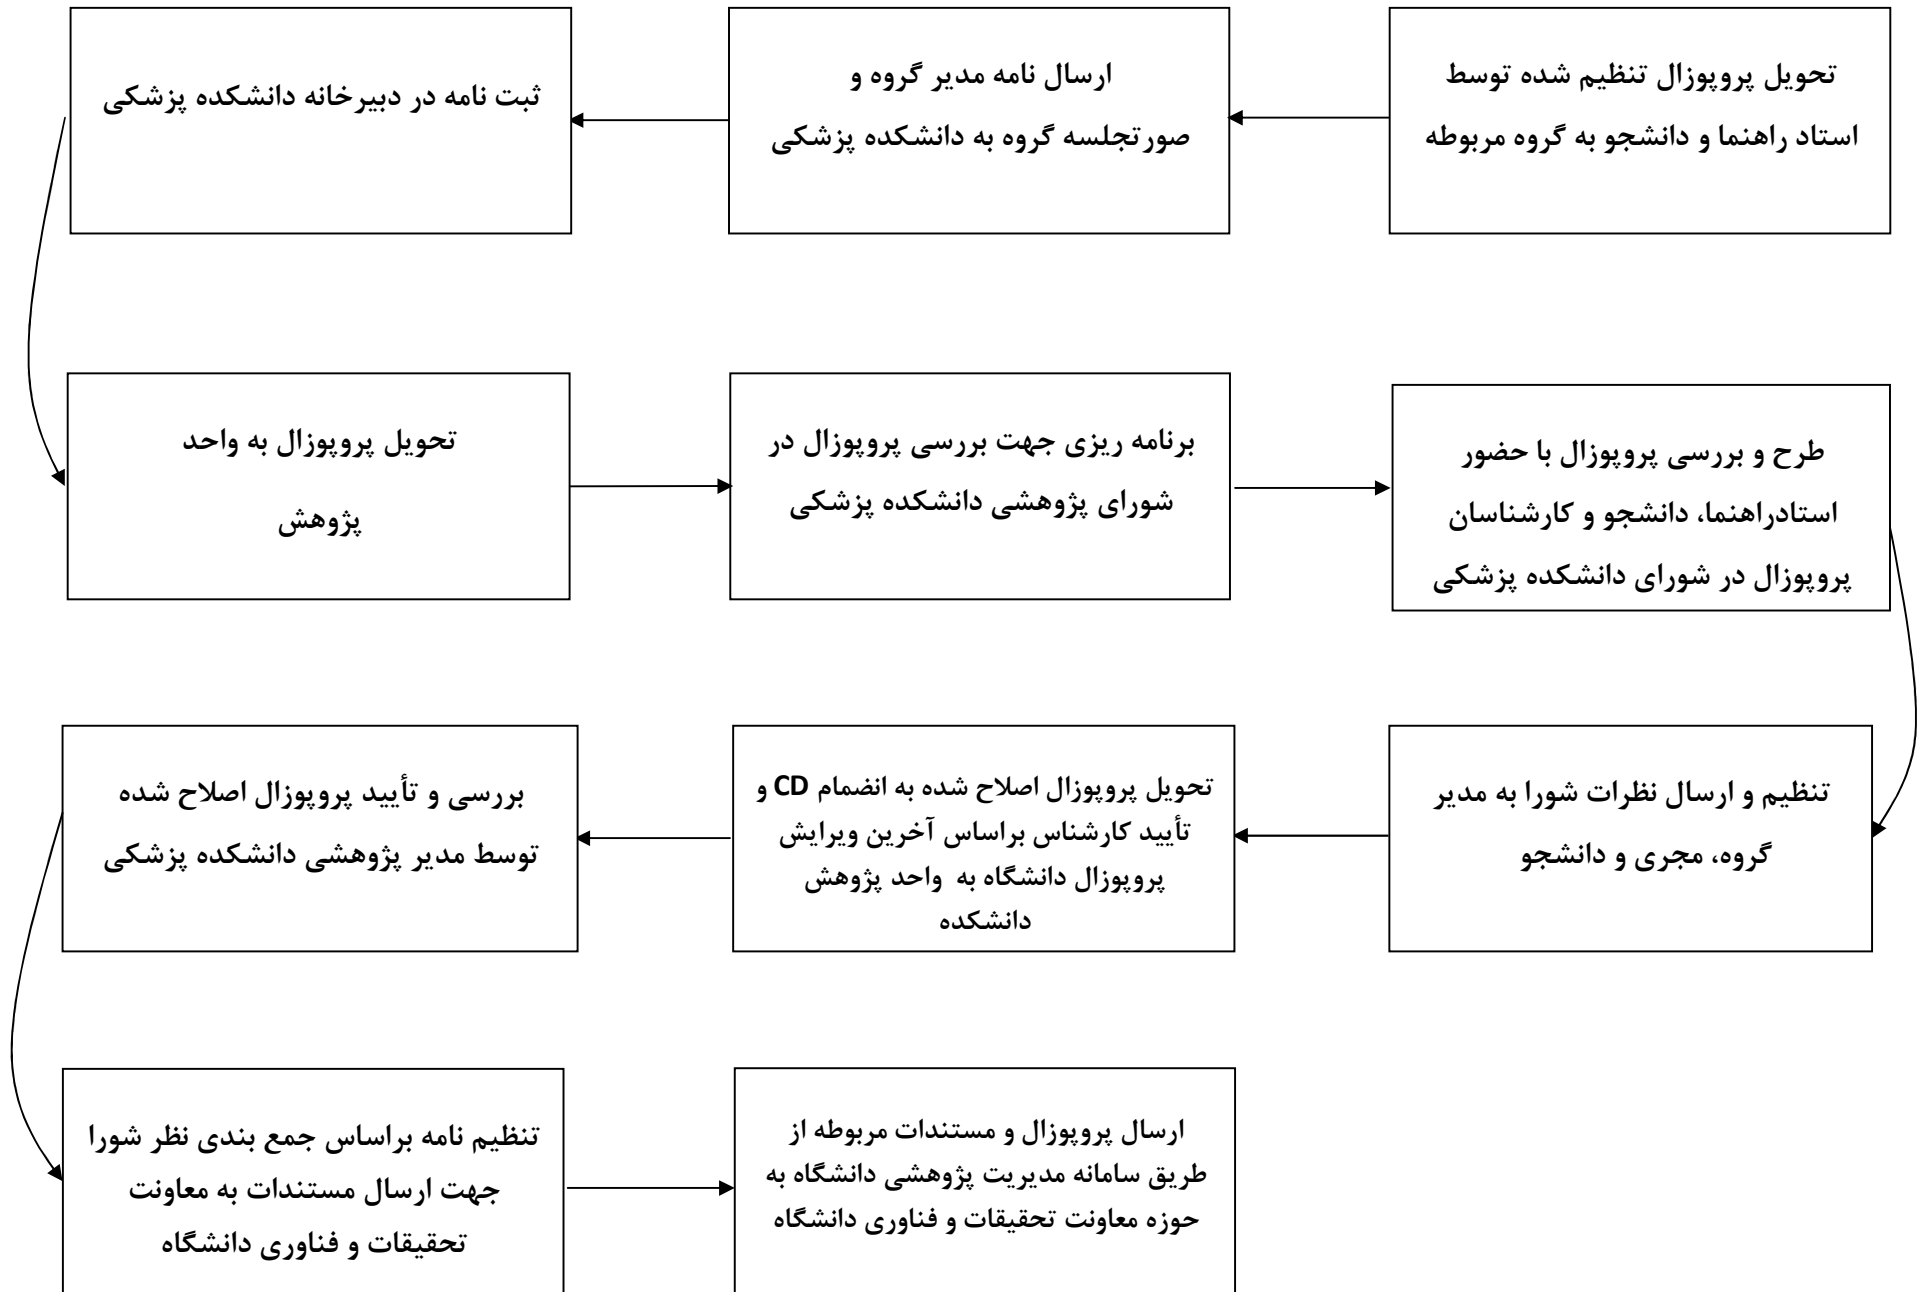 تحویل پروپوزال تنظیم شده توسط
استاد راهنما و دانشجو به گروه مربوطه
ارسال نامه مدیر گروه و
صورتجلسه گروه به دانشکده پزشکی
ثبت نامه در دبیرخانه دانشکده پزشکی
تحویل پروپوزال به واحد
پژوهش
برنامه ریزی جهت بررسی پروپوزال در
شورای پژوهشی دانشکده پزشکی
طرح و بررسی پروپوزال با حضور
استادراهنما، دانشجو و کارشناسان
پروپوزال در شورای دانشکده پزشکی
تنظیم و ارسال نظرات شورا به مدیر
گروه، مجری و دانشجو
تحویل پروپوزال اصلاح شده به انضمام CD و
تأیید کارشناس براساس آخرین ویرایش
پروپوزال دانشگاه به واحد پژوهش
دانشکده
بررسی و تأیید پروپوزال اصلاح شده
توسط مدیر پژوهشی دانشکده پزشکی
تنظیم نامه براساس جمع بندی نظر شورا
جهت ارسال مستندات به معاونت
تحقیقات و فناوری دانشگاه
ارسال پروپوزال و مستندات مربوطه از
طریق سامانه مدیریت پژوهشی دانشگاه به
حوزه معاونت تحقیقات و فناوری دانشگاه